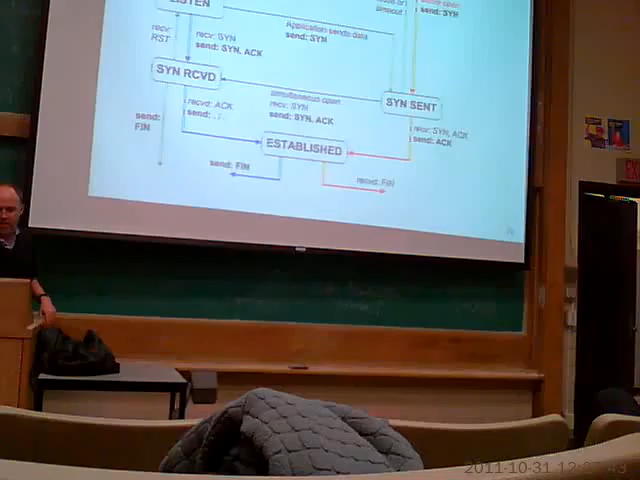 LISTEN
timeout
send: SYN
Application sends data
send: SYN
recv:
RST
recv: SYN
send: SYN, ACK
SYN RCVD
simultaneous open
recv: SYN
send: SYN, ACK
SYN SENT
recvd: ACK
send: . / .
send:
FIN
recv: SYN, ACK
send: ACK
ESTABLISHED
send: FIN
recvd: FIN
2011-10-31